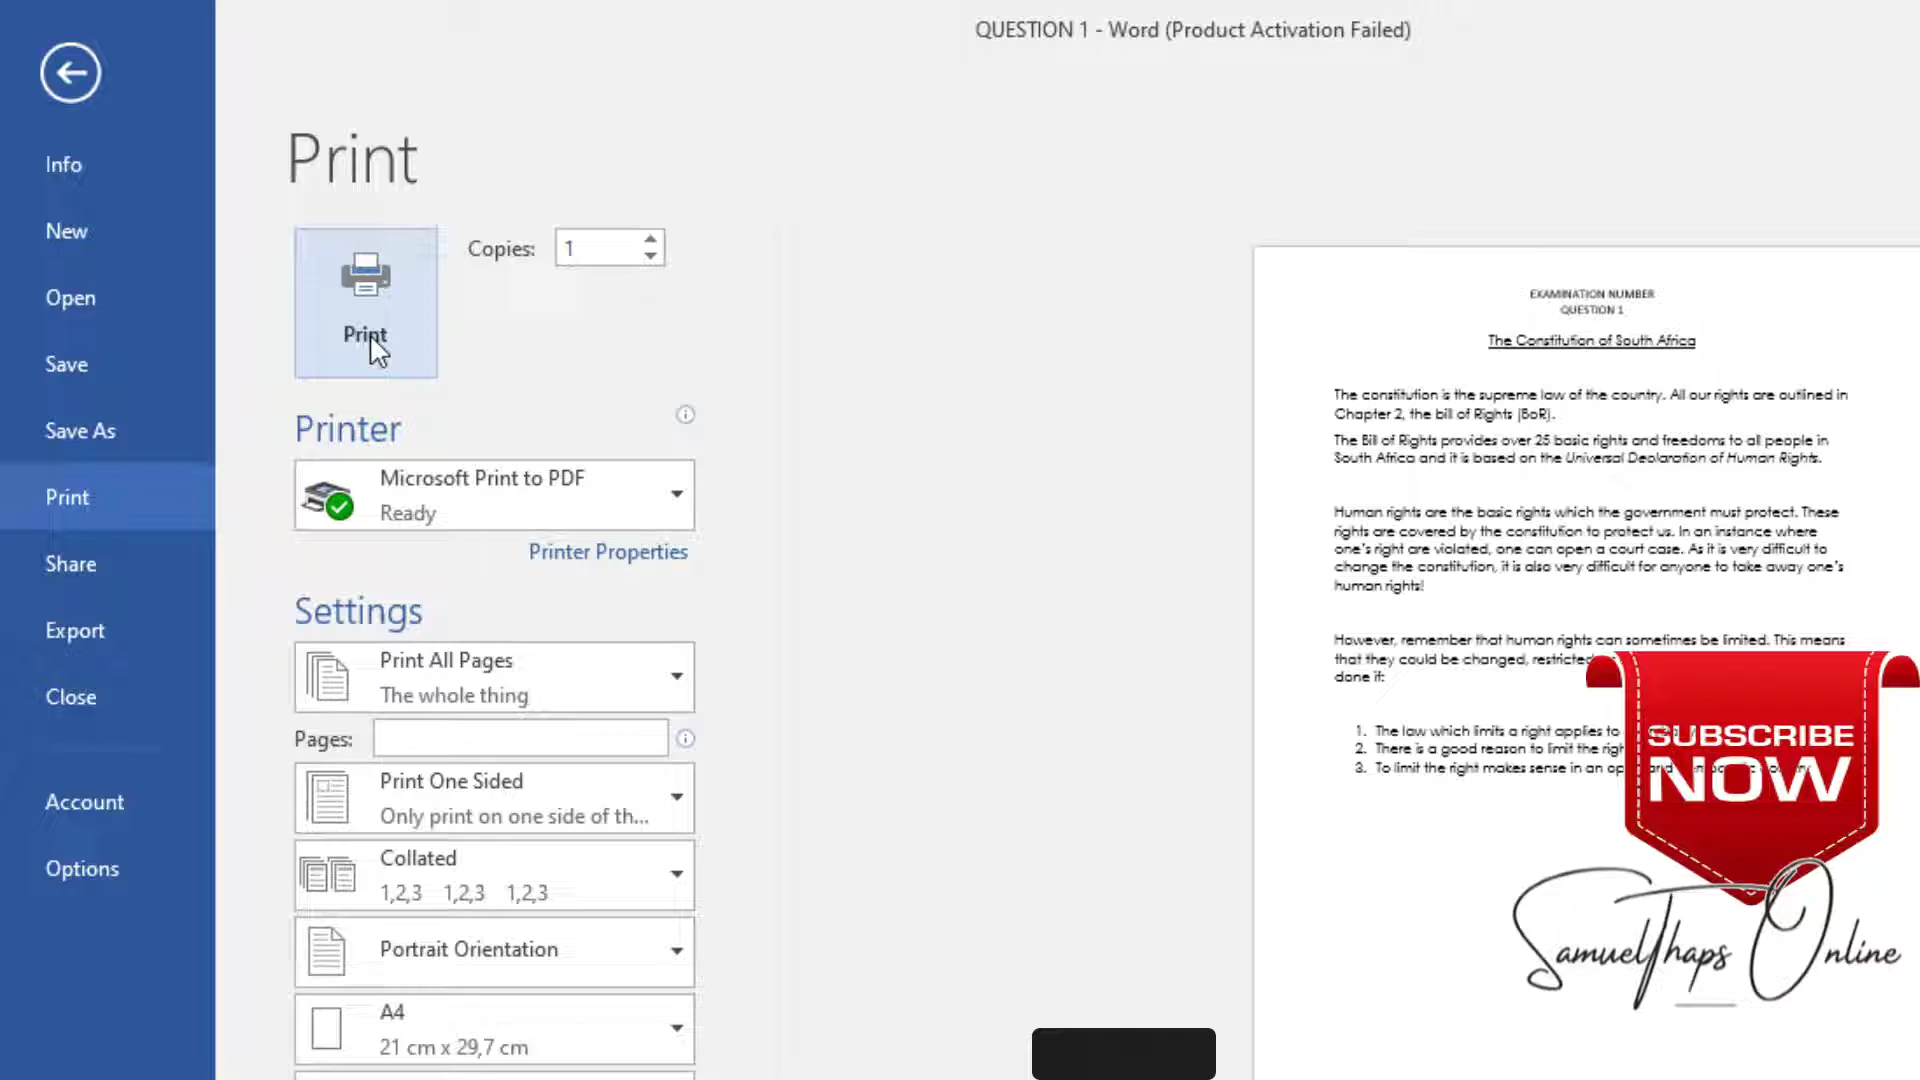 QUESTION 1 - Word (Product Activation Failed)
Info
New
Open
Save
Save As
Print
Share
Export
Close
Account
Options
Print
Print
Copies: 1
Printer
Microsoft Print to PDF
Ready
Printer Properties
Settings
Print All Pages
The whole thing
Pages:
Print One Sided
Only print on one side of th...
Collated
1,2,3 1,2,3 1,2,3
Portrait Orientation
A4
21 cm x 29,7 cm
EXAMINATION NUMBER
QUESTION 1
The Constitution of South Africa
The constitution is the supreme law of the country. All our rights are outlined in
Chapter 2, the bill of Rights (BoR).
The Bill of Rights provides over 25 basic rights and freedoms to all people in
South Africa and it is based on the Universal Declaration of Human Rights.
Human rights are the basic rights which the government must protect. These
rights are covered by the constitution to protect us. In an instance where
one's right are violated, one can open a court case. As it is very difficult to
change the constitution, it is also very difficult for anyone to take away one's
human rights!
However, remember that human rights can sometimes be limited. This means
that they could be changed, restricted
done if:
1. The law which limits a right applies to
2. There is a good reason to limit the
3. To limit the right makes sense in an
SUBSCRIBE
NOW
SamuelThaps Online